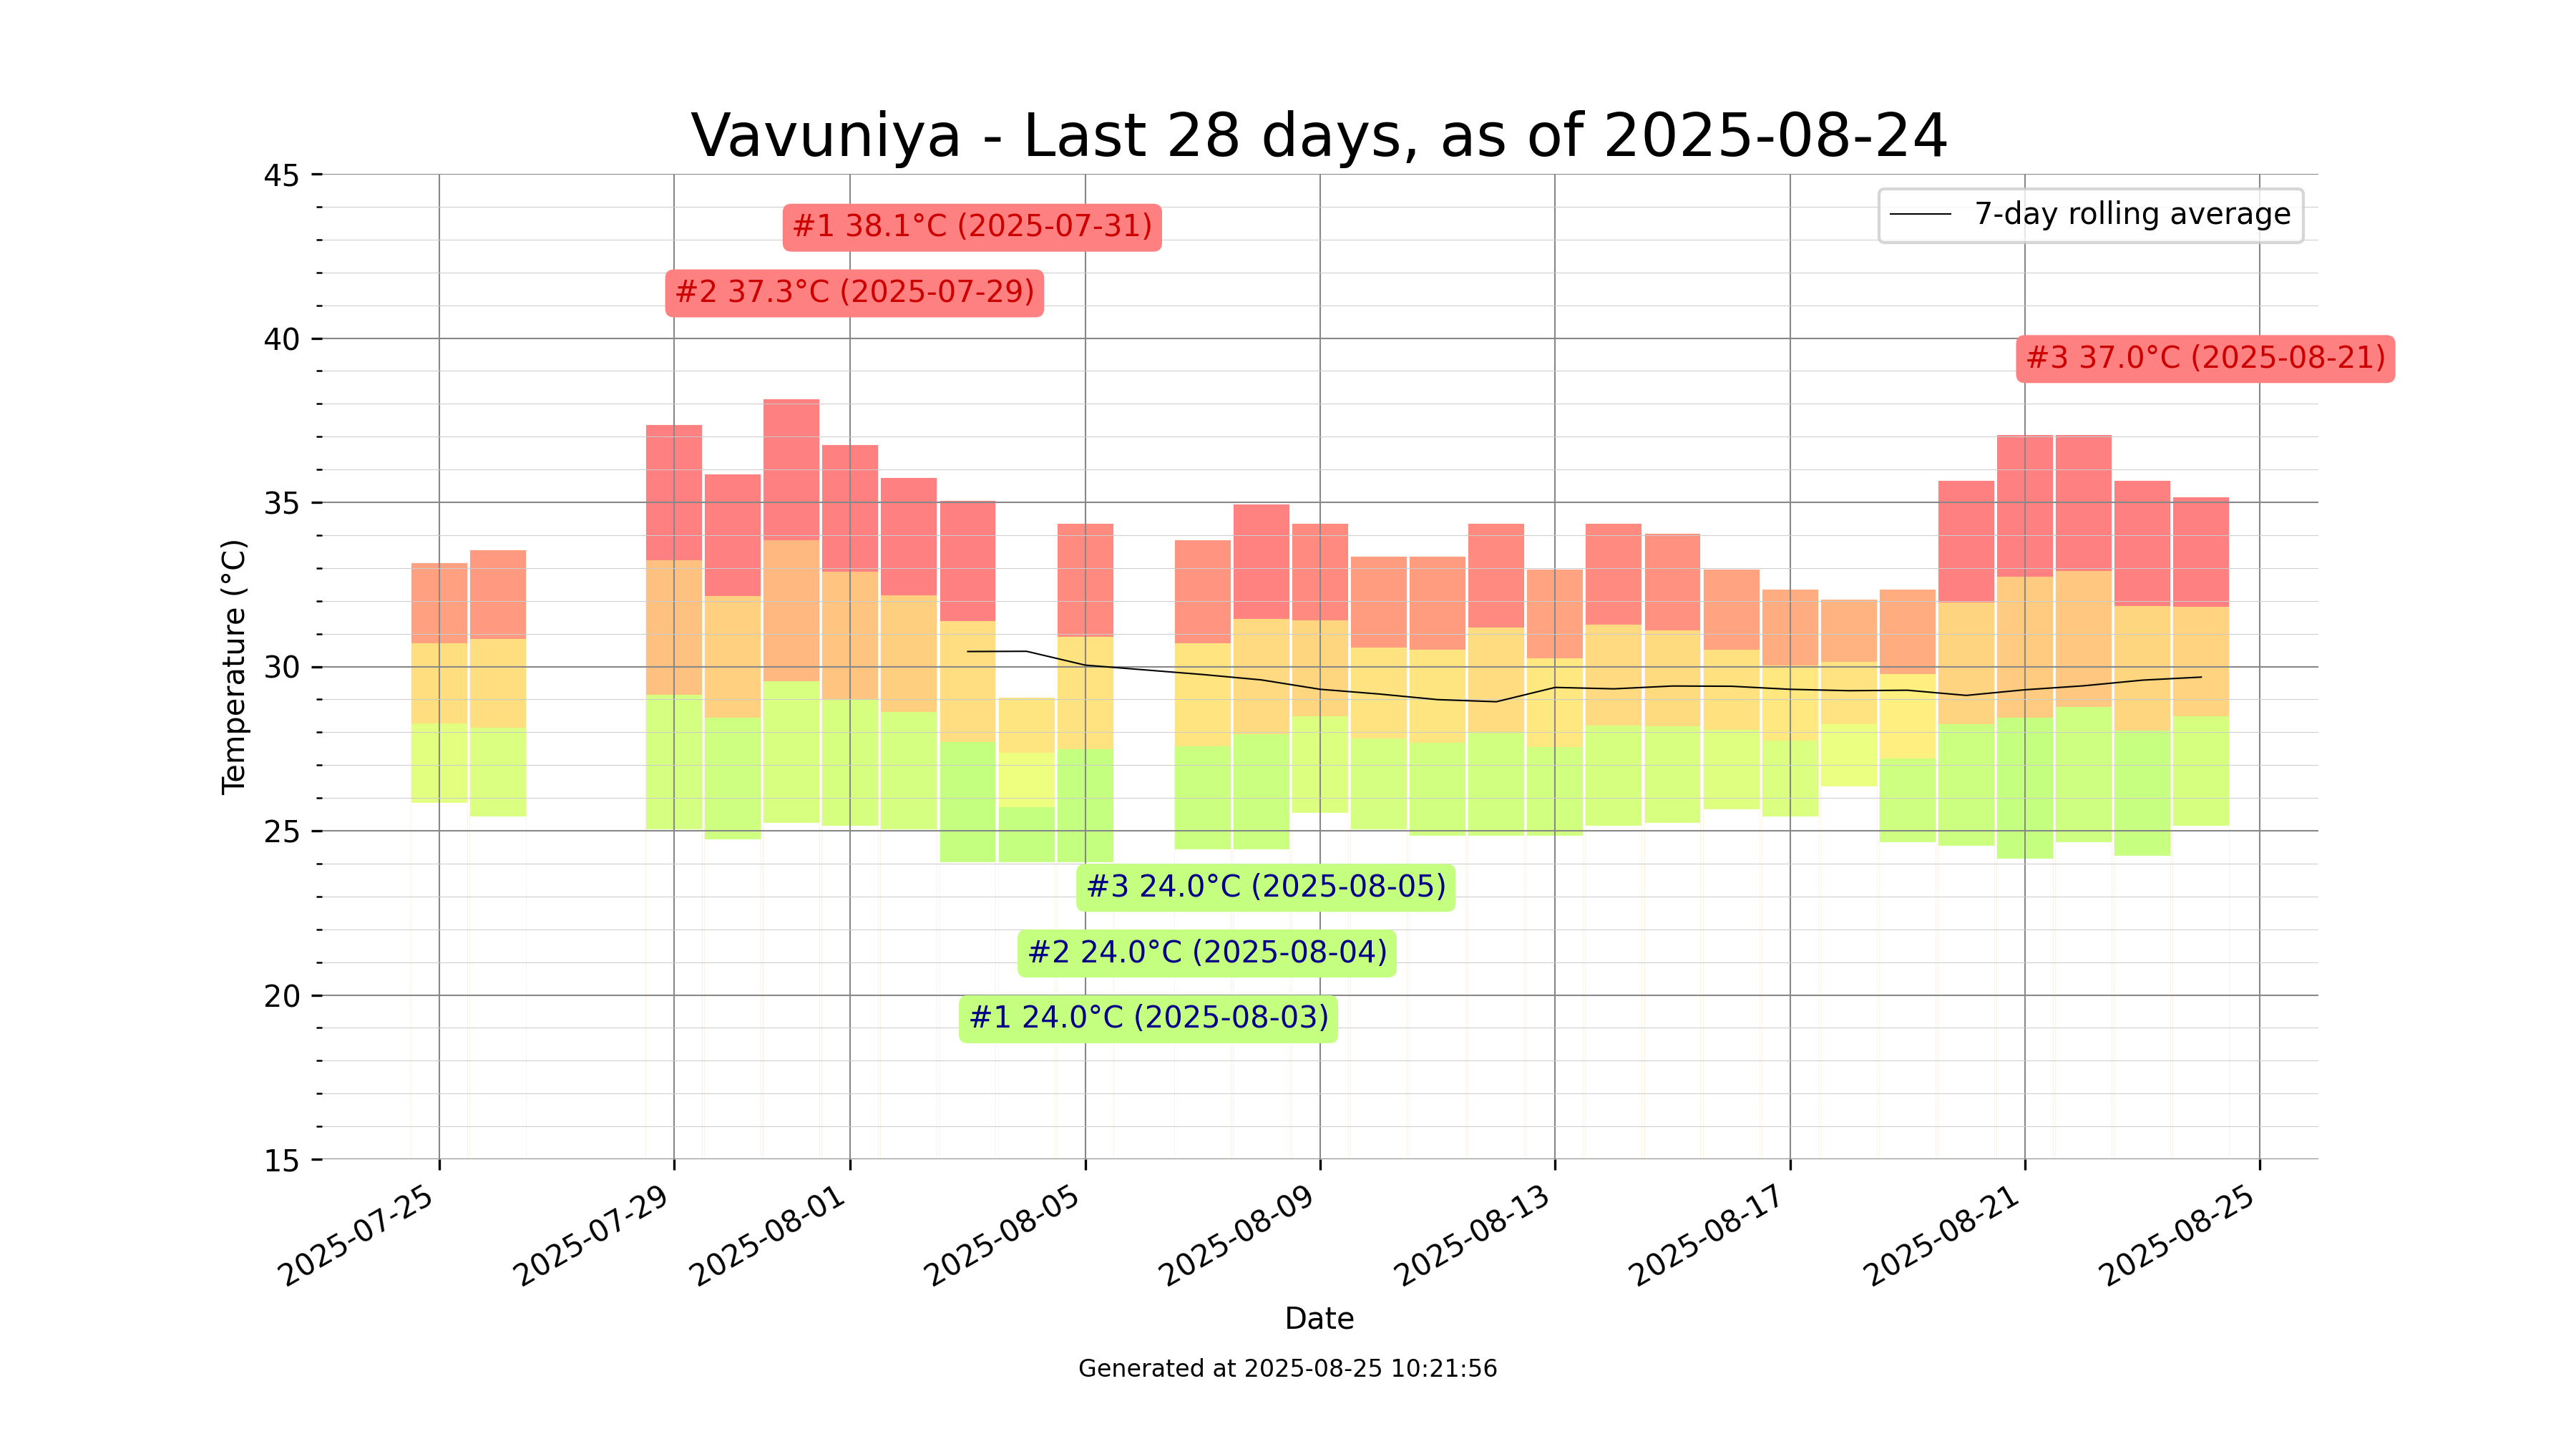 Vavuniya - Last 28 days, as of 2025-08-24
45
40
35
30
25
20
15
Temperature (°C)
7-day rolling average
#1 38.1°C (2025-07-31)
#2 37.3°C (2025-07-29)
#3 37.0°C (2025-08-21)
#3 24.0°C (2025-08-05)
#2 24.0°C (2025-08-04)
#1 24.0°C (2025-08-03)
2025-07-25
2025-07-29
2025-08-01
2025-08-05
2025-08-09
2025-08-13
2025-08-17
2025-08-21
2025-08-25
Date
Generated at 2025-08-25 10:21:56